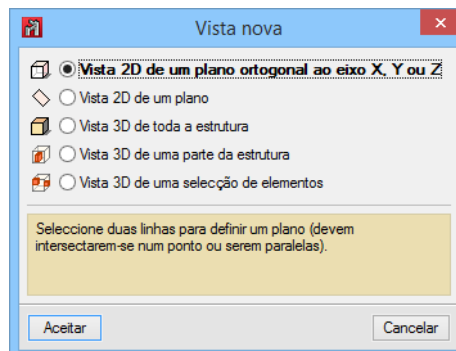 Vista nova
Vista 2D de um plano ortogonal ao eixo X, Y ou Z
Vista 2D de um plano
Vista 3D de toda a estrutura
Vista 3D de uma parte da estrutura
Vista 3D de uma selecção de elementos
Seleccione duas linhas para definir um plano (devem
intersectarem-se num ponto ou serem paralelas).
Aceitar
Cancelar